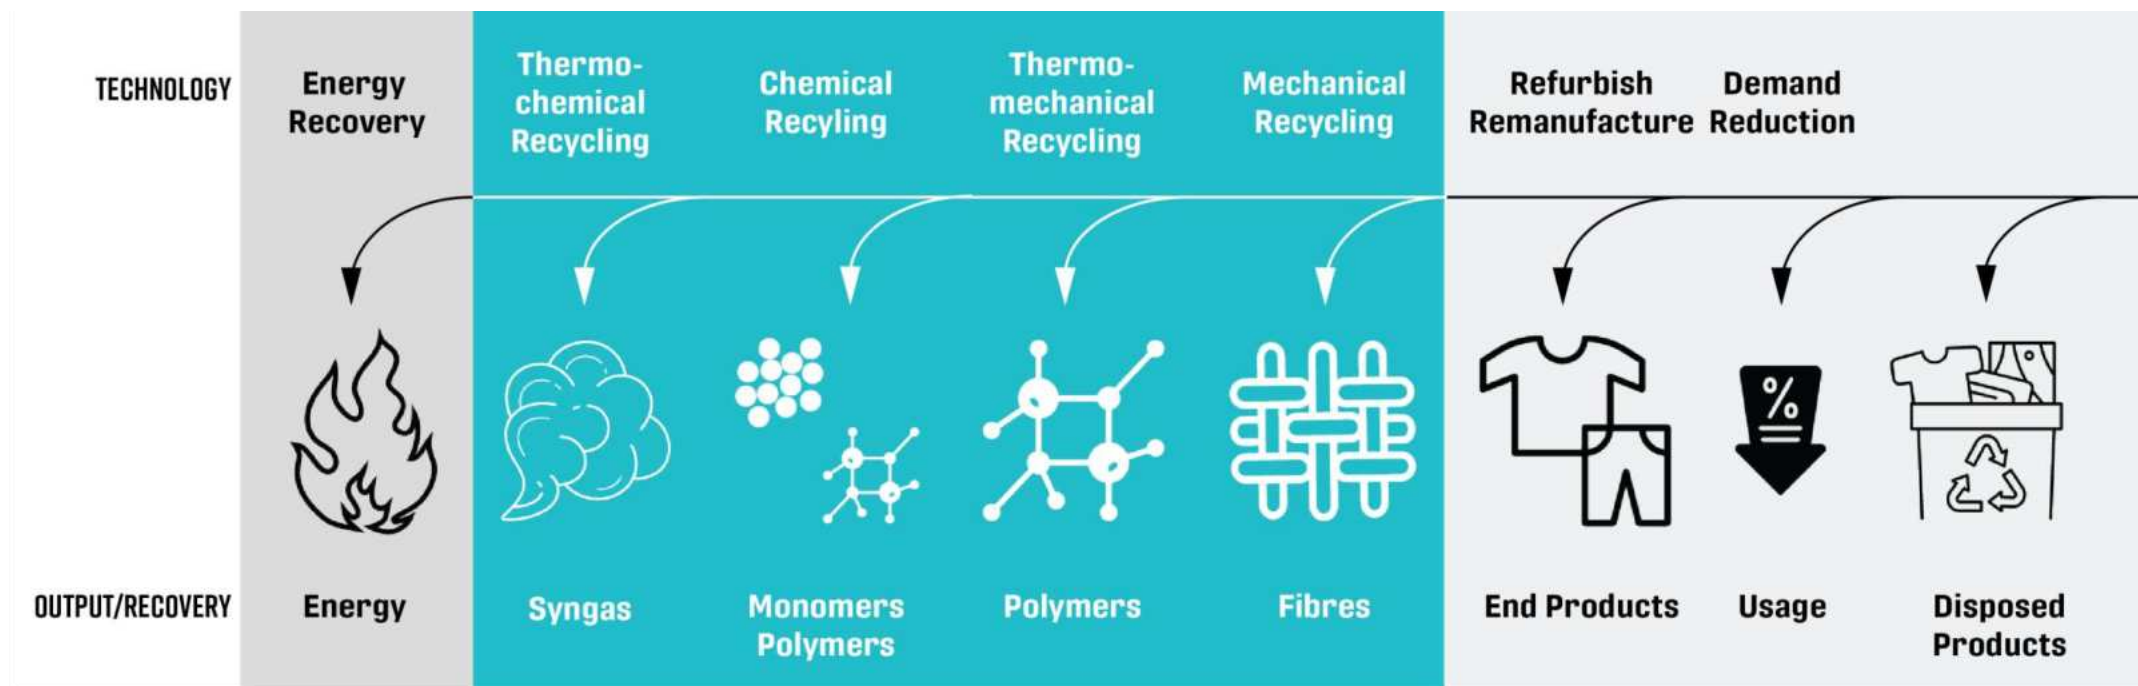 TECHNOLOGY
Energy
Recovery
Thermo-
chemical
Recycling
Chemical
Recyling
Thermo-
mechanical
Recycling
Mechanical
Recycling
Refurbish
Remanufacture
Demand
Reduction
%
OUTPUT/RECOVERY
Energy
Syngas
Monomers
Polymers
Polymers
Fibres
End Products
Usage
Disposed
Products